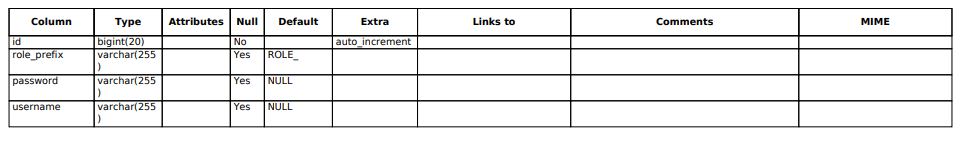 Column Type Attributes Null Default Extra Links to Comments MIME
id bigint(20) No auto_increment
role_prefix varchar(255 Yes ROLE_
)
password varchar(255 Yes NULL
)
username varchar(255 Yes NULL
)